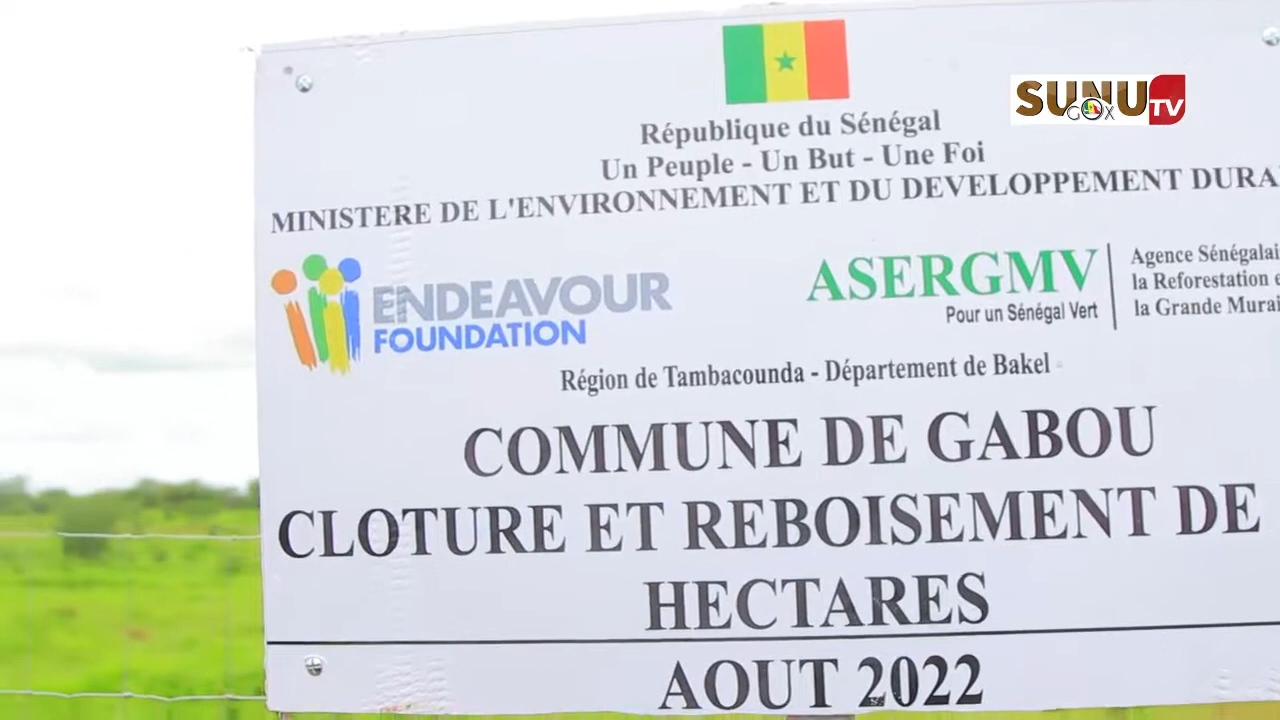 SUNU
GOX
TV
République du Sénégal
Un Peuple - Un But - Une Foi
MINISTERE DE L'ENVIRONNEMENT ET DU DEVELOPPEMENT DURA
ENDEAVOUR
FOUNDATION
ASERGMV
Pour un Sénégal Vert
Agence Sénégalai
la Reforestation e
la Grande Murai
Région de Tambacounda - Département de Bakel
COMMUNE DE GABOU
CLOTURE ET REBOISEMENT DE
HECTARES
AOUT 2022